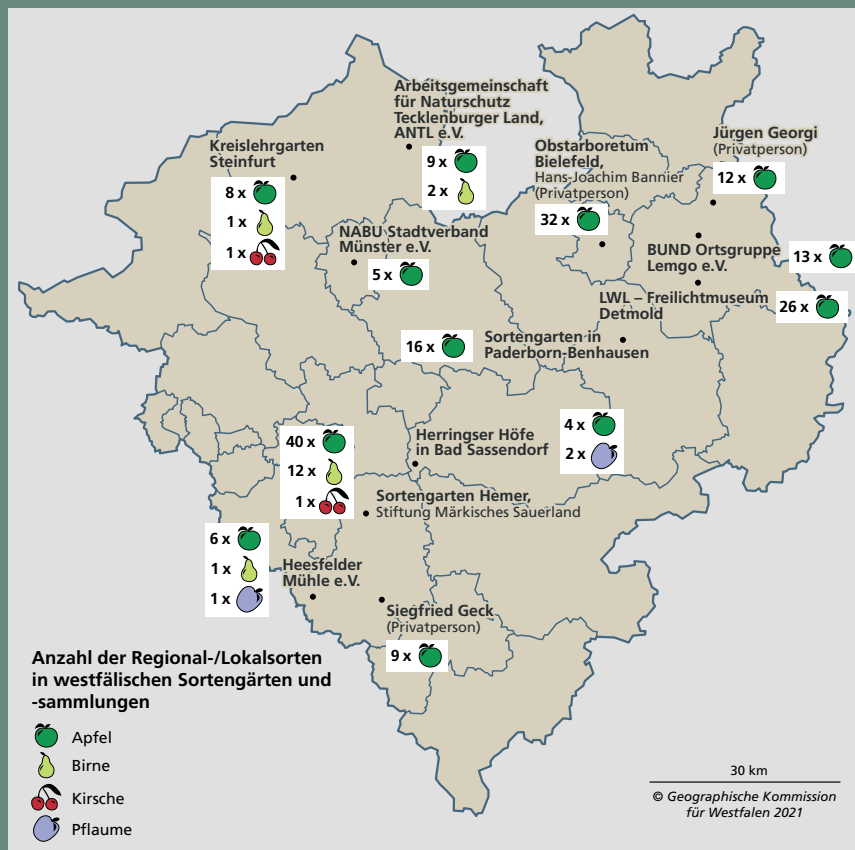 Arbeitsgemeinschaft
für Naturschutz
Tecklenburger Land,
ANTL e.V.
9 x
2 x
Kreislehrgarten
Steinfurt
8 x
1 x
1 x
Obstarboretum
Bielefeld,
Hans-Joachim Bannier
(Privatperson)
32 x
Jürgen Georgi
(Privatperson)
12 x
NABU Stadtverband
Münster e.V.
5 x
BUND Ortsgruppe
Lemgo e.V.
13 x
LWL – Freilichtmuseum
Detmold
26 x
16 x
Sortengarten in
Paderborn-Benhausen
4 x
2 x
Herringser Höfe
in Bad Sassendorf
40 x
12 x
1 x
Sortengarten Hemer,
Stiftung Märkisches Sauerland
6 x
1 x
1 x
Heesfelder
Mühle e.V.
Siegfried Geck
(Privatperson)
9 x
Anzahl der Regional-/Lokalsorten
in westfälischen Sortengärten und
-sammlungen
Apfel
Birne
Kirsche
Pflaume
30 km
© Geographische Kommission
für Westfalen 2021